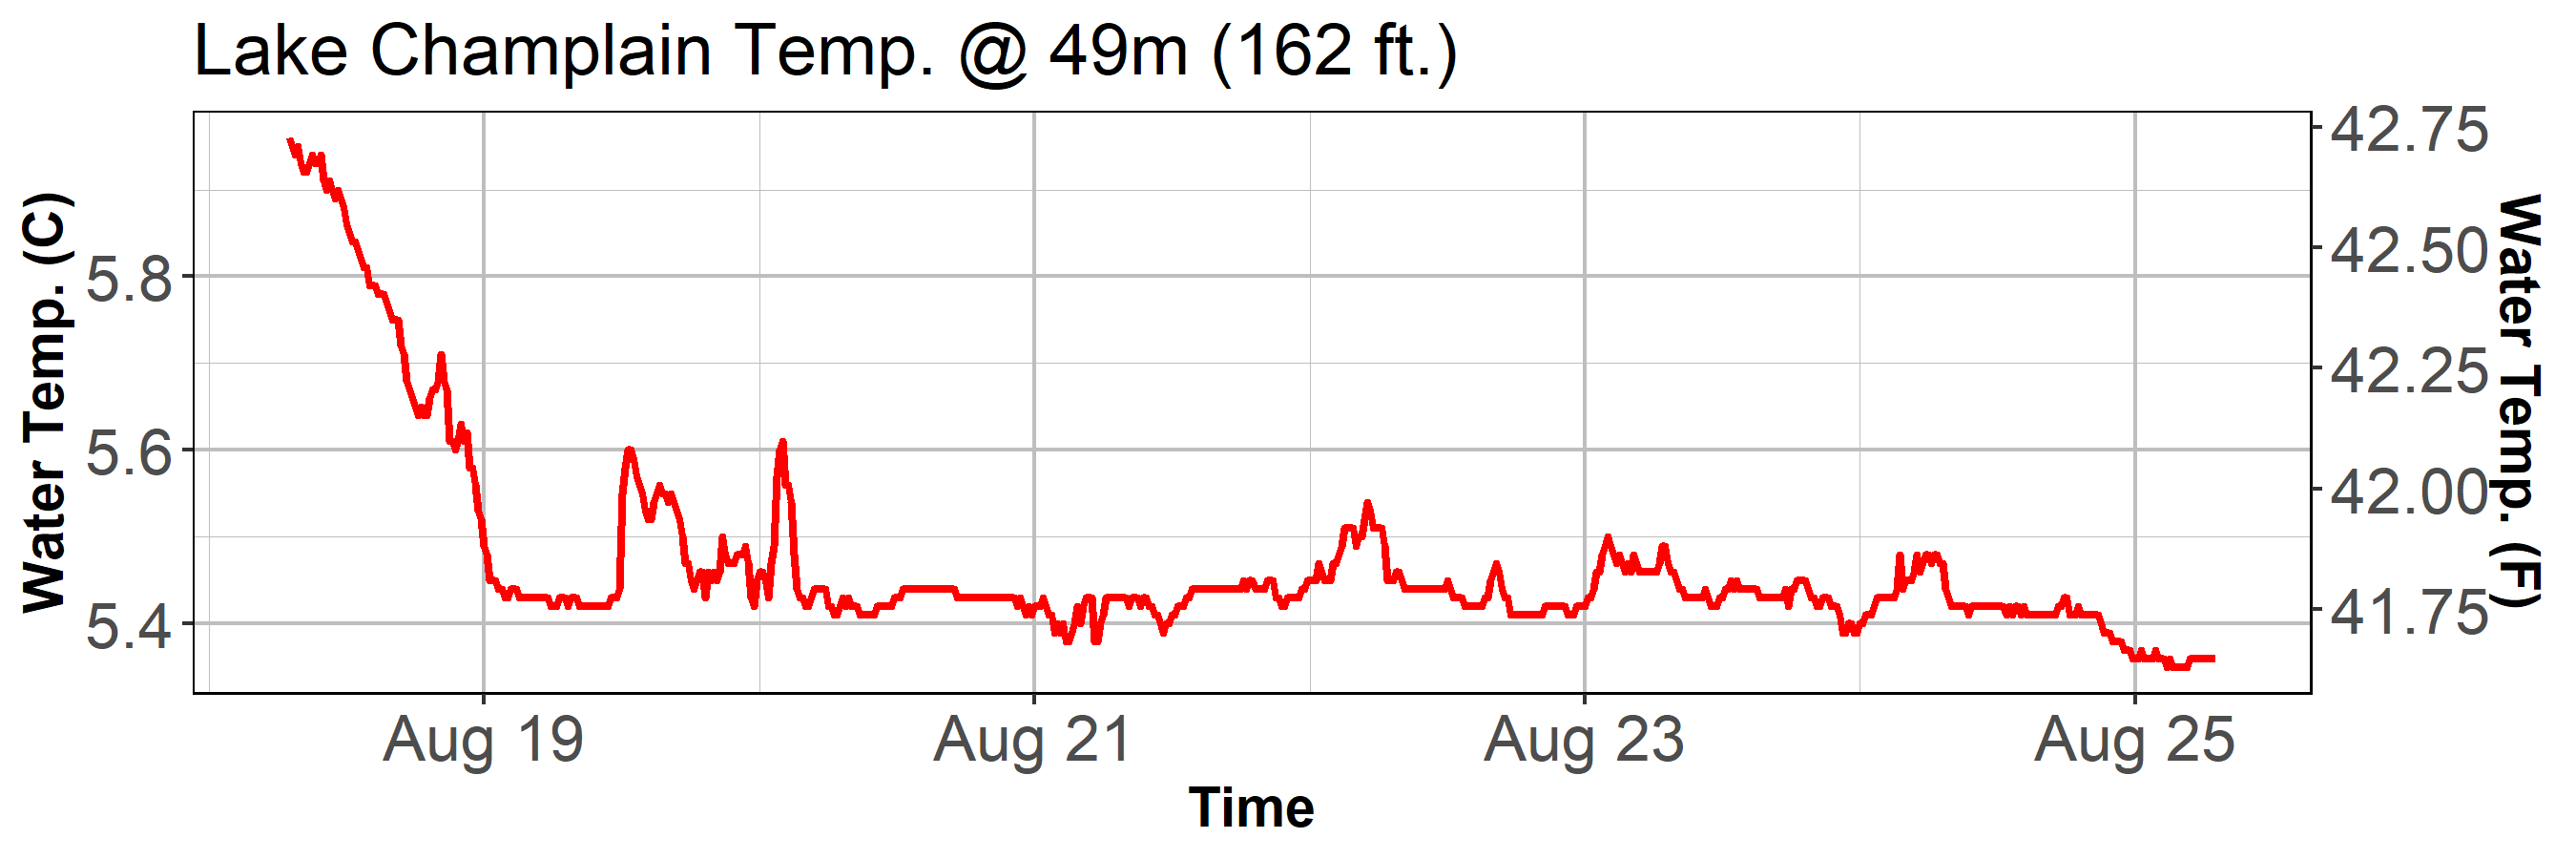 Lake Champlain Temp. @ 49m (162 ft.)
Water Temp. (C)
5.8
5.6
5.4
42.75
42.50
42.25
42.00
41.75
Water Temp. (F)
Aug 19 Aug 21 Aug 23 Aug 25
Time